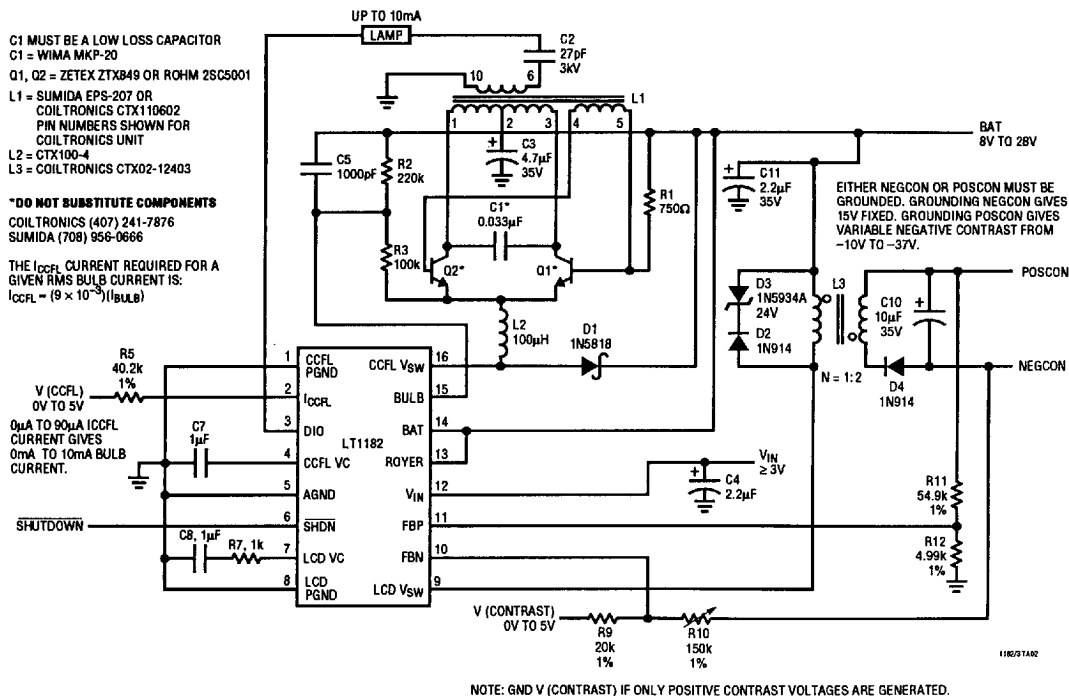 UP TO 10mA
LAMP
C1 MUST BE A LOW LOSS CAPACITOR
C1 = WIMA MKP-20
Q1, Q2 = ZETEX ZTX849 OR ROHM 2SC5001
L1 = SUMIDA EPS-207 OR
COILTRONICS CTX110602
PIN NUMBERS SHOWN FOR
COILTRONICS UNIT
L2 = CTX100-4
L3 = COILTRONICS CTX02-12403
*DO NOT SUBSTITUTE COMPONENTS
COILTRONICS (407) 241-7876
SUMIDA (708) 956-0666
THE ICCFL CURRENT REQUIRED FOR A
GIVEN RMS BULB CURRENT IS:
ICCFL = (9 × 10⁻³)(IBULB)
C2
27pF
3kV
10
6
L1
1
2
3
4
5
C5
1000pF
R2
220k
C3
4.7µF
35V
+
R1
750Ω
C1*
0.033µF
R3
100k
Q2*
Q1*
L2
100µH
D1
1N5818
BAT
8V TO 28V
C11
2.2µF
35V
+
EITHER NEGCON OR POSCON MUST BE
GROUNDED. GROUNDING NEGCON GIVES
15V FIXED. GROUNDING POSCON GIVES
VARIABLE NEGATIVE CONTRAST FROM
–10V TO –37V.
POSCON
D3
1N5934A
24V
D2
1N914
L3
N = 1:2
C10
10µF
35V
+
D4
1N914
NEGCON
R5
40.2k
1%
V (CCFL)
0V TO 5V
0µA TO 90µA ICCFL
CURRENT GIVES
0mA TO 10mA BULB
CURRENT.
C7
1µF
SHUTDOWN
C8, 1µF
R7, 1k
LT1182
1 CCFL PGND
2 ICCFL
3 DIO
4 CCFL VC
5 AGND
6 SHDN
7 LCD VC
8 LCD PGND
16 CCFL VSW
15 BULB
14 BAT
13 ROYER
12 VIN
11 FBP
10 FBN
9 LCD VSW
VIN
≥ 3V
+
C4
2.2µF
R11
54.9k
1%
R12
4.99k
1%
V (CONTRAST)
0V TO 5V
R9
20k
1%
R10
150k
1%
1182/3 TA02
NOTE: GND V (CONTRAST) IF ONLY POSITIVE CONTRAST VOLTAGES ARE GENERATED.